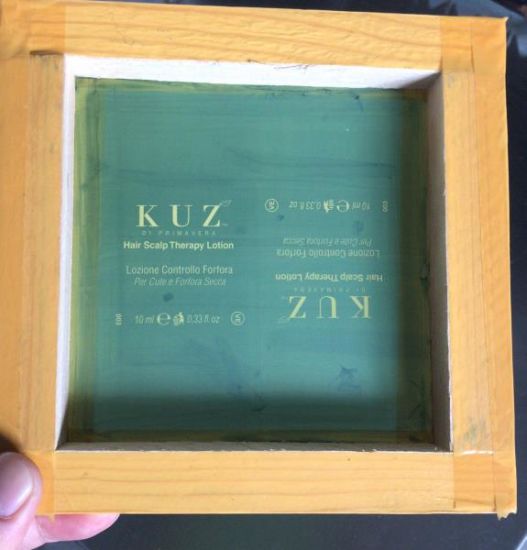 KUZ
DI PRIMAVERA
Hair Scalp Therapy Lotion
Lozione Controllo Forfora
Per Cute e Forfora Secca
10 ml ℮ 0.33 fl. oz
KUZ
DI PRIMAVERA
Hair Scalp Therapy Lotion
Lozione Controllo Forfora
Per Cute e Forfora Secca
10 ml ℮ 0.33 fl. oz